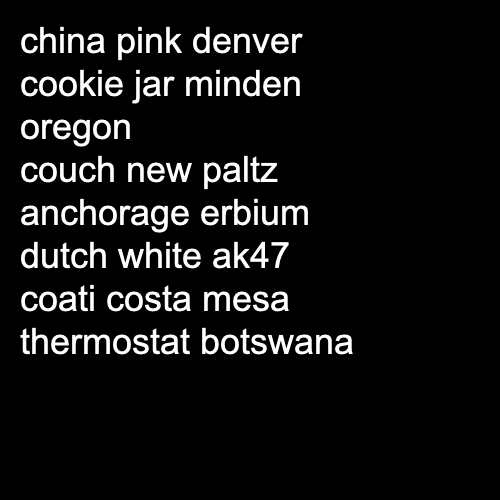 china pink denver
cookie jar minden
oregon
couch new paltz
anchorage erbium
dutch white ak47
coati costa mesa
thermostat botswana